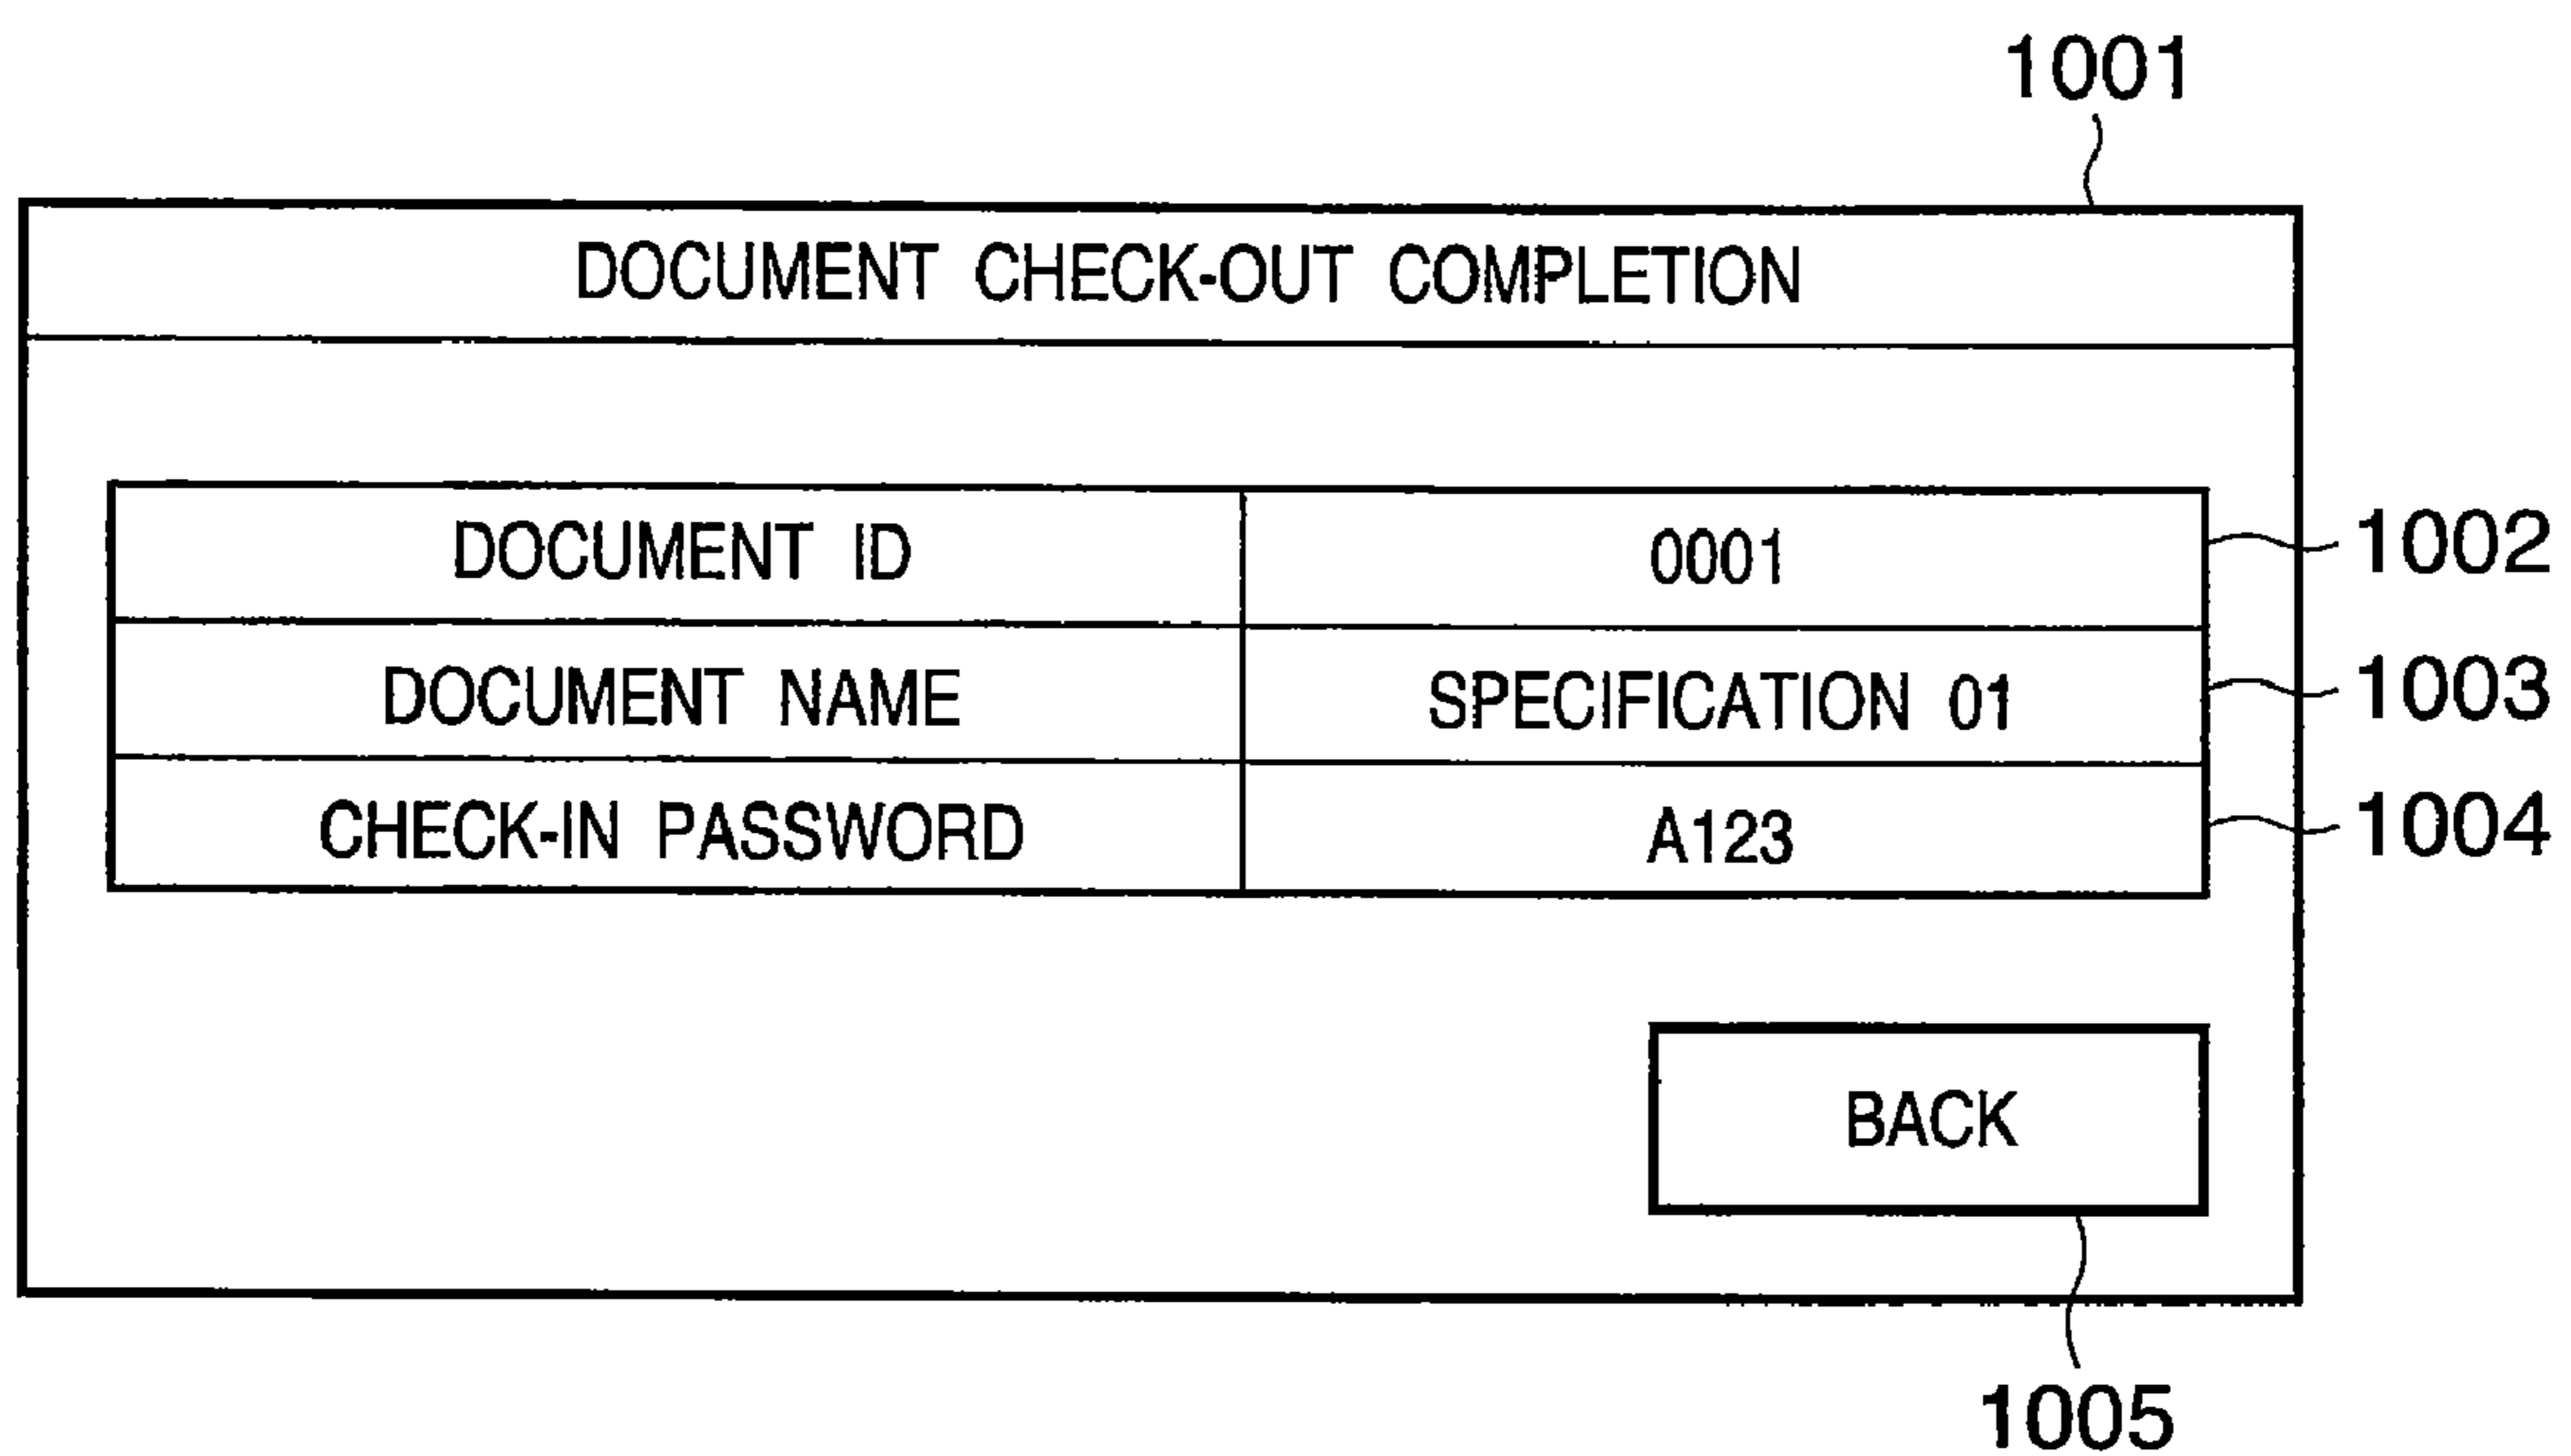 1001
DOCUMENT CHECK-OUT COMPLETION
DOCUMENT ID 0001 1002
DOCUMENT NAME SPECIFICATION 01 1003
CHECK-IN PASSWORD A123 1004
BACK
1005